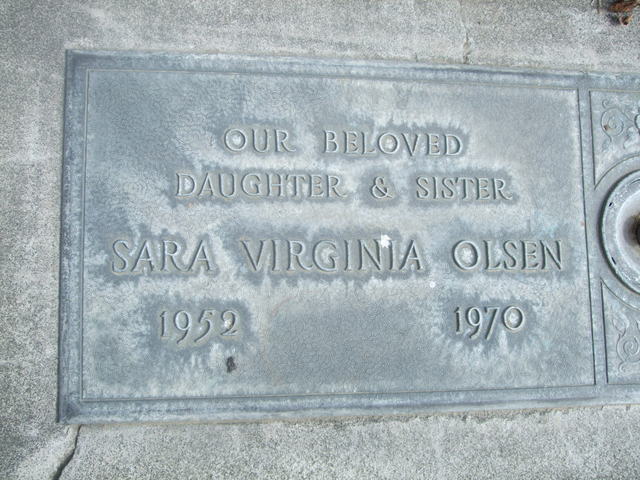 OUR BELOVED
DAUGHTER & SISTER
SARA VIRGINIA OLSEN
1952 1970